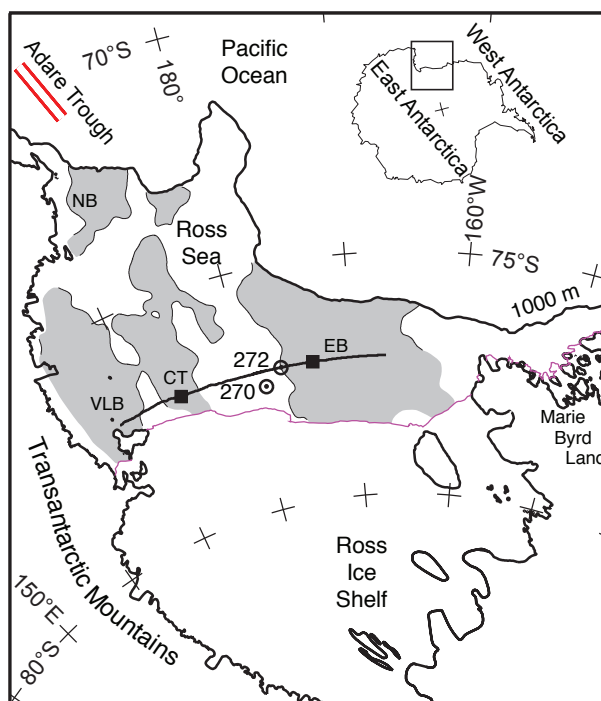 70°S
180°
Pacific
Ocean
Adare Trough
West Antarctica
East Antarctica
160°W
NB
Ross
Sea
75°S
1000 m
EB
272
CT
270
VLB
Marie
Byrd
Land
Transantarctic Mountains
Ross
Ice
Shelf
150°E
80°S